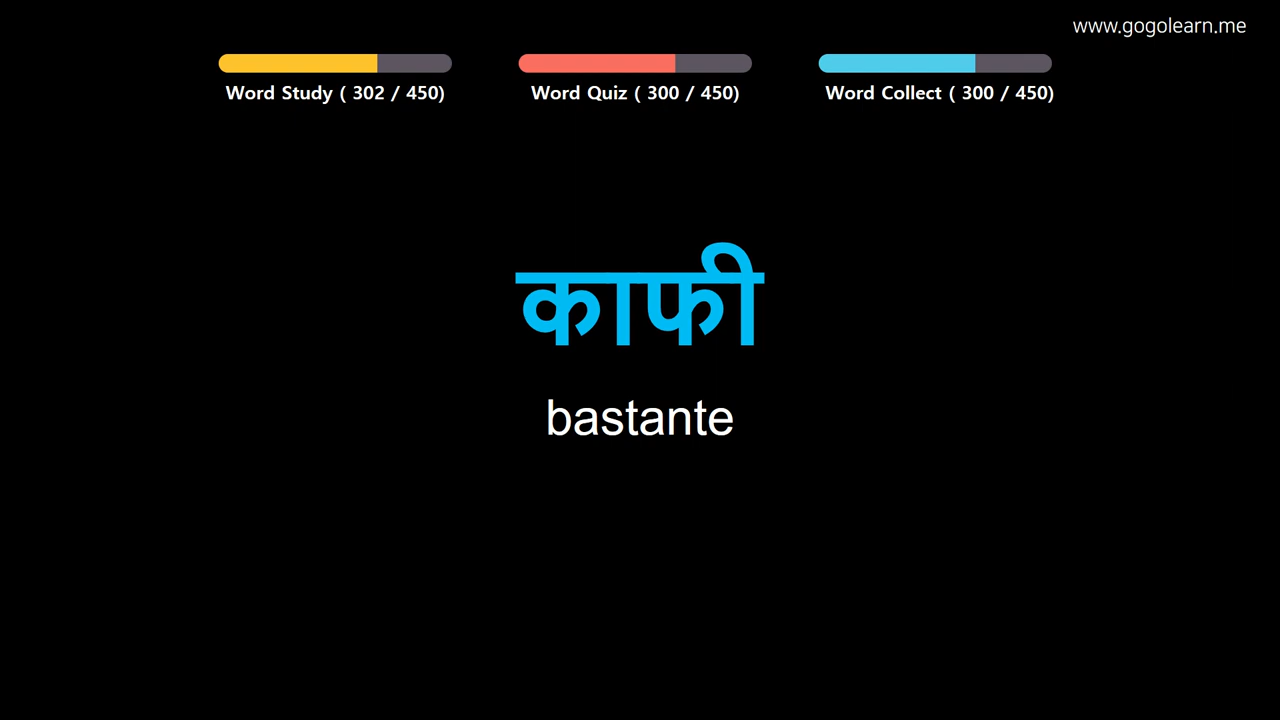 www.gogolearn.me
Word Study ( 302 / 450)
Word Quiz ( 300 / 450)
Word Collect ( 300 / 450)
काफी
bastante